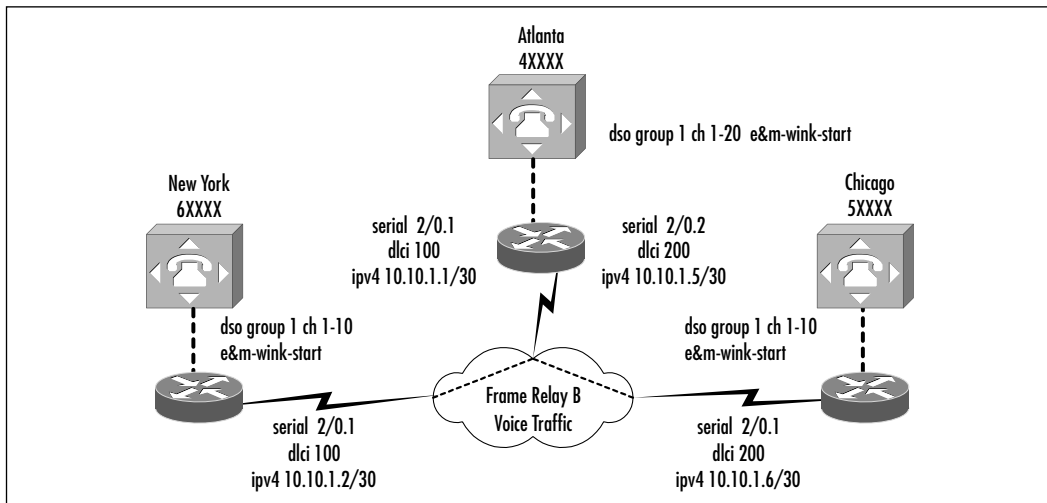 Atlanta
4XXXX
dso group 1 ch 1-20 e&m-wink-start
New York
6XXXX
Chicago
5XXXX
serial 2/0.1
dlci 100
ipv4 10.10.1.1/30
serial 2/0.2
dlci 200
ipv4 10.10.1.5/30
dso group 1 ch 1-10
e&m-wink-start
dso group 1 ch 1-10
e&m-wink-start
Frame Relay B
Voice Traffic
serial 2/0.1
dlci 100
ipv4 10.10.1.2/30
serial 2/0.1
dlci 200
ipv4 10.10.1.6/30